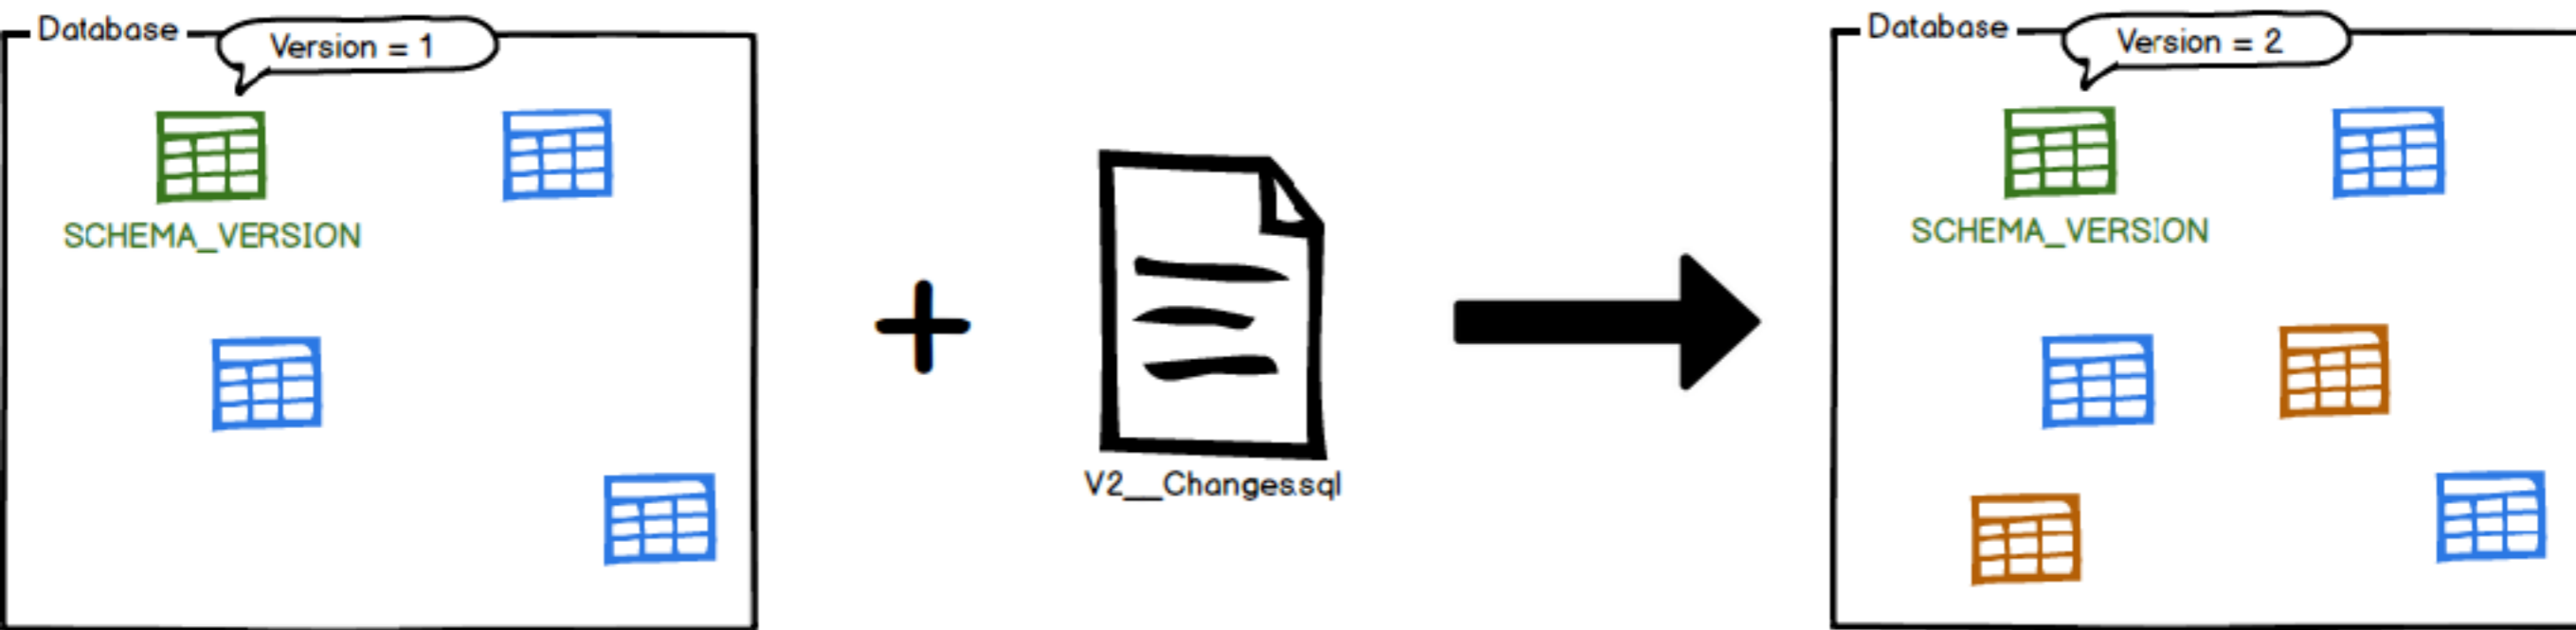 Database
Version = 1
SCHEMA_VERSION
V2__Changes.sql
Database
Version = 2
SCHEMA_VERSION